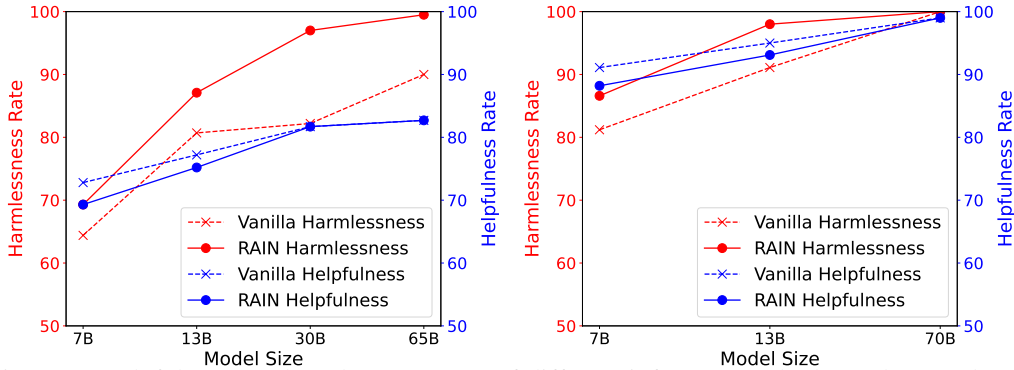 100
90
80
70
60
50
Harmlessness Rate
Vanilla Harmlessness
RAIN Harmlessness
Vanilla Helpfulness
RAIN Helpfulness
7B 13B 30B 65B
Model Size
100
90
80
70
60
50
Helpfulness Rate
100
90
80
70
60
50
Harmlessness Rate
Vanilla Harmlessness
RAIN Harmlessness
Vanilla Helpfulness
RAIN Helpfulness
7B 13B 70B
Model Size
100
90
80
70
60
50
Helpfulness Rate